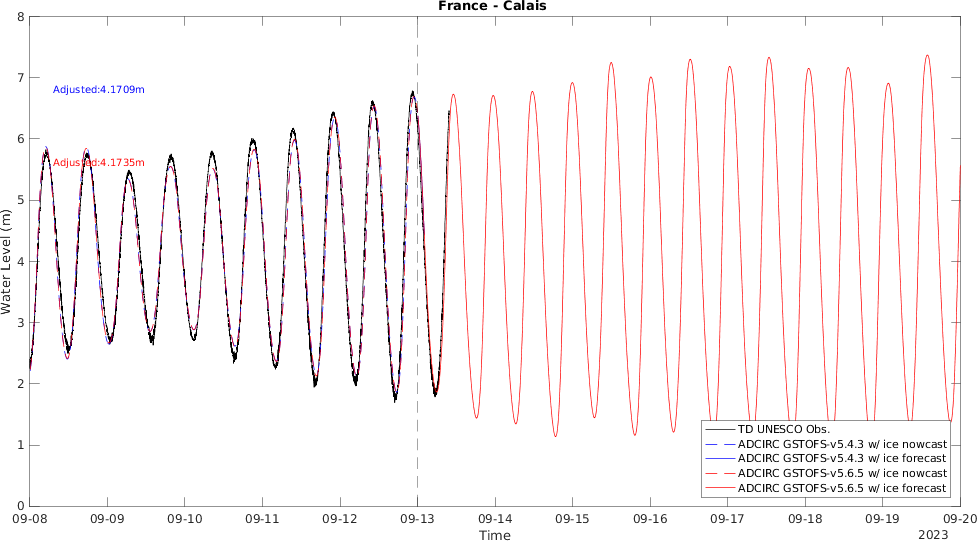 France - Calais
8
7
6
5
4
3
2
1
0
Water Level (m)
Adjusted:4.1709m
Adjusted:4.1735m
TD UNESCO Obs.
ADCIRC GSTOFS-v5.4.3 w/ ice nowcast
ADCIRC GSTOFS-v5.4.3 w/ ice forecast
ADCIRC GSTOFS-v5.6.5 w/ ice nowcast
ADCIRC GSTOFS-v5.6.5 w/ ice forecast
09-08 09-09 09-10 09-11 09-12 09-13 09-14 09-15 09-16 09-17 09-18 09-19 09-20
Time
2023